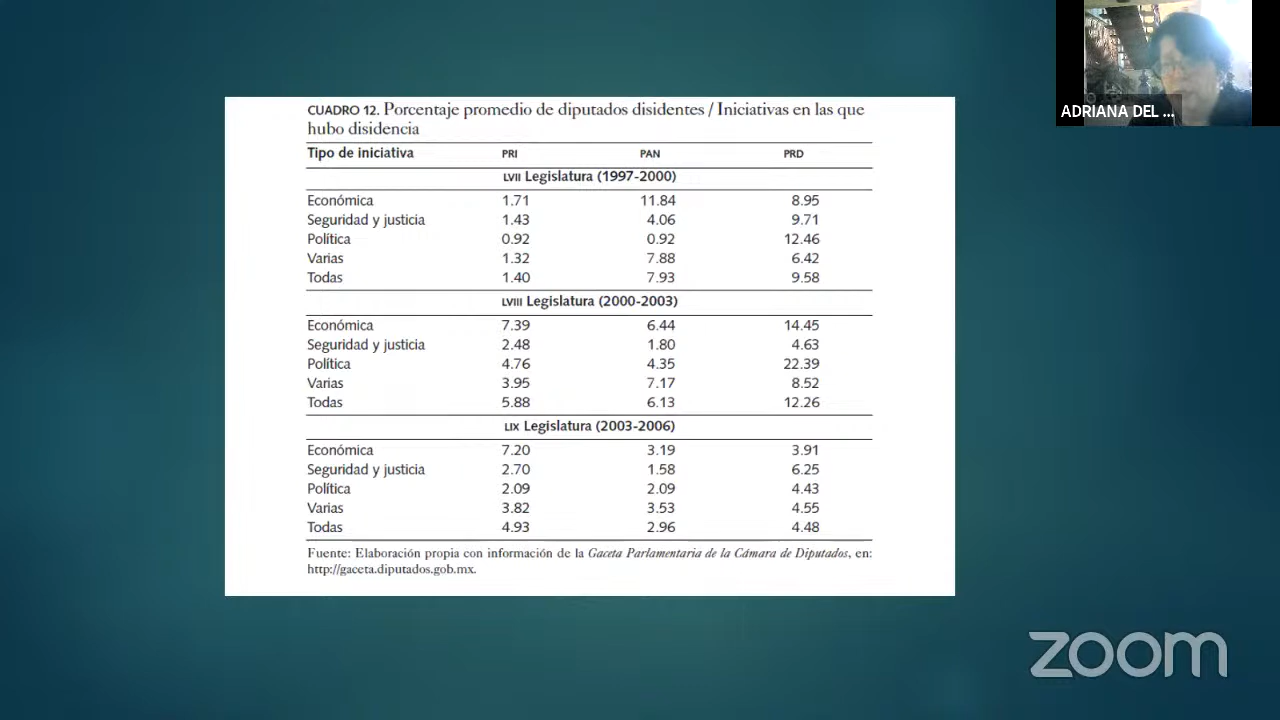 ADRIANA DEL ...
CUADRO 12. Porcentaje promedio de diputados disidentes / Iniciativas en las que
hubo disidencia
Tipo de iniciativa PRI PAN PRD
LVII Legislatura (1997-2000)
Económica 1.71 11.84 8.95
Seguridad y justicia 1.43 4.06 9.71
Política 0.92 0.92 12.46
Varias 1.32 7.88 6.42
Todas 1.40 7.93 9.58
LVIII Legislatura (2000-2003)
Económica 7.39 6.44 14.45
Seguridad y justicia 2.48 1.80 4.63
Política 4.76 4.35 22.39
Varias 3.95 7.17 8.52
Todas 5.88 6.13 12.26
LIX Legislatura (2003-2006)
Económica 7.20 3.19 3.91
Seguridad y justicia 2.70 1.58 6.25
Política 2.09 2.09 4.43
Varias 3.82 3.53 4.55
Todas 4.93 2.96 4.48
Fuente: Elaboración propia con información de la Gaceta Parlamentaria de la Cámara de Diputados, en:
http://gaceta.diputados.gob.mx.
zoom